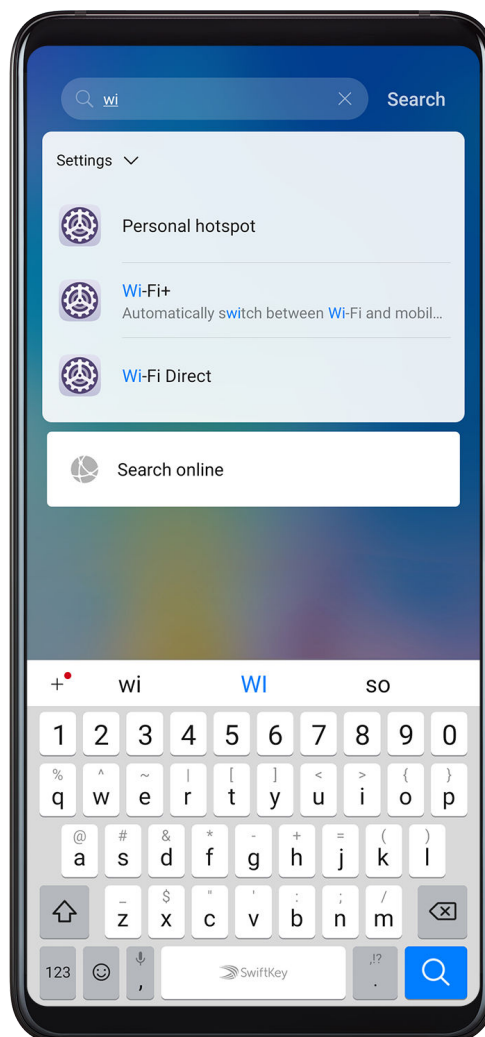 wi
Search
Settings
Personal hotspot
Wi-Fi+
Automatically switch between Wi-Fi and mobil...
Wi-Fi Direct
Search online
+ wi WI so
1 2 3 4 5 6 7 8 9 0
% ^ ~ | [ ] < > { }
q w e r t y u i o p
@ # & * - + = ( )
a s d f g h j k l
_ $ " ' : ; /
z x c v b n m
,!?
123 , SwiftKey .